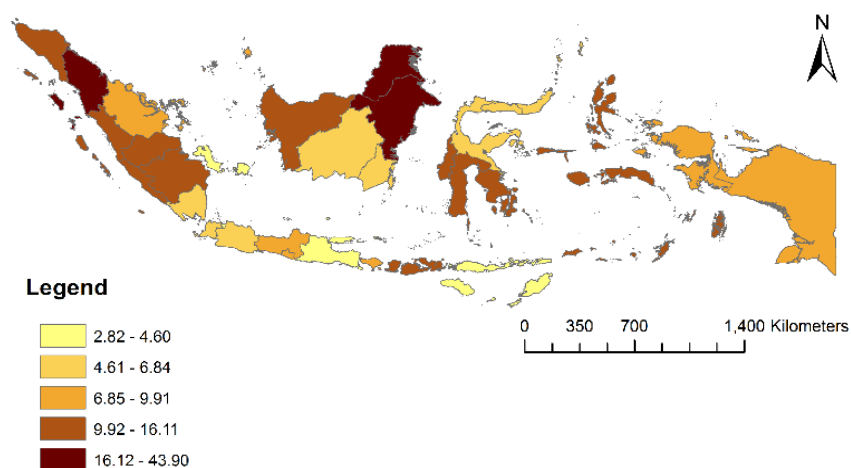 N
Legend
2.82 - 4.60
4.61 - 6.84
6.85 - 9.91
9.92 - 16.11
16.12 - 43.90
0 350 700 1,400 Kilometers